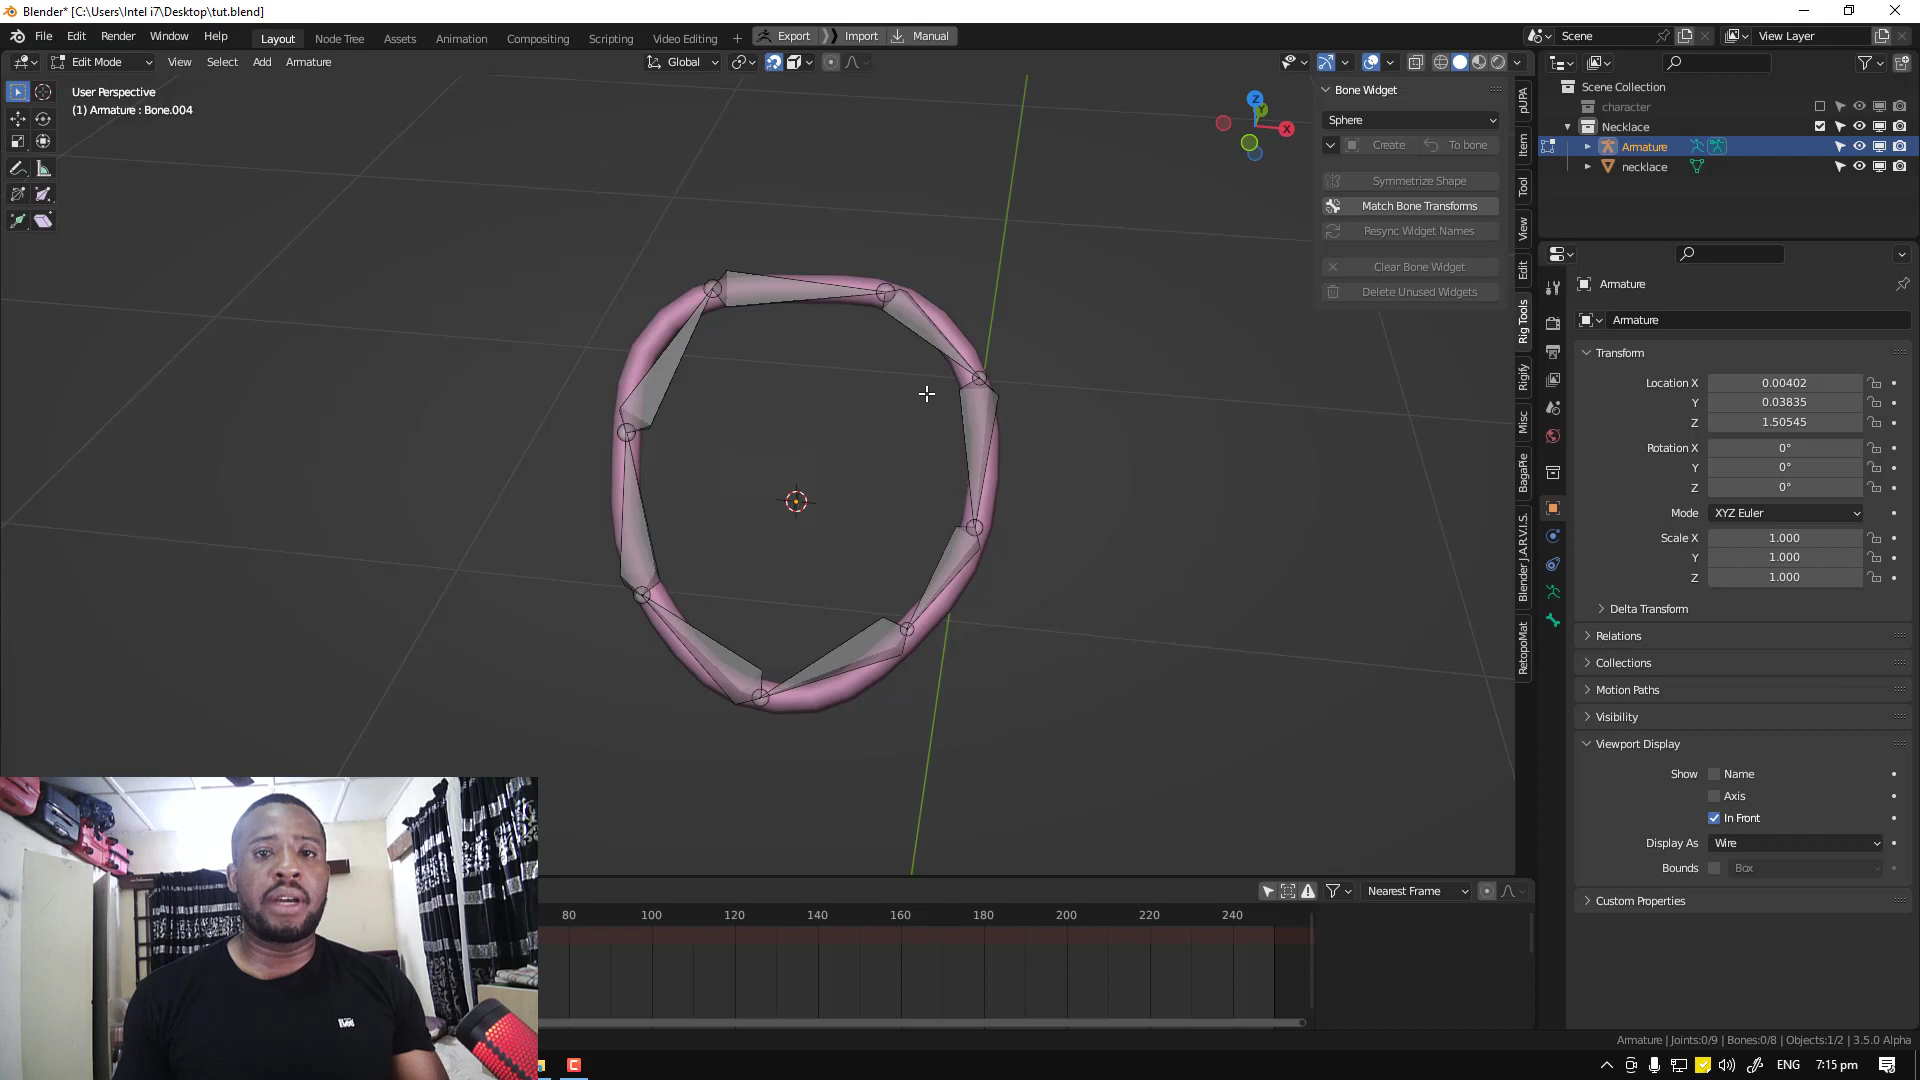 Blender* [C:\Users\Intel i7\Desktop\tut.blend]
File Edit Render Window Help
Layout Node Tree Assets Animation Compositing Scripting Video Editing
Export Import Manual
Scene View Layer
Edit Mode View Select Add Armature
Global
User Perspective
(1) Armature : Bone.004
Z
Y
X
Bone Widget
Sphere
Create To bone
Symmetrize Shape
Match Bone Transforms
Resync Widget Names
Clear Bone Widget
Delete Unused Widgets
pUPA
Item
Tool
View
Edit
Rig Tools
Rigify
Misc
BagaPie
Blender J.A.R.V.I.S.
RetopoMat
Scene Collection
character
Necklace
Armature
necklace
Armature
Armature
Transform
Location X 0.00402
Y 0.03835
Z 1.50545
Rotation X 0°
Y 0°
Z 0°
Mode XYZ Euler
Scale X 1.000
Y 1.000
Z 1.000
Delta Transform
Relations
Collections
Motion Paths
Visibility
Viewport Display
Show Name
Axis
In Front
Display As Wire
Bounds Box
Custom Properties
Nearest Frame
80 100 120 140 160 180 200 220 240
Armature | Joints:0/9 | Bones:0/8 | Objects:1/2 | 3.5.0 Alpha
ENG 7:15 pm